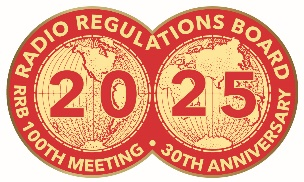 RADIO REGULATIONS BOARD
2025
RRB 100TH MEETING • 30TH ANNIVERSARY